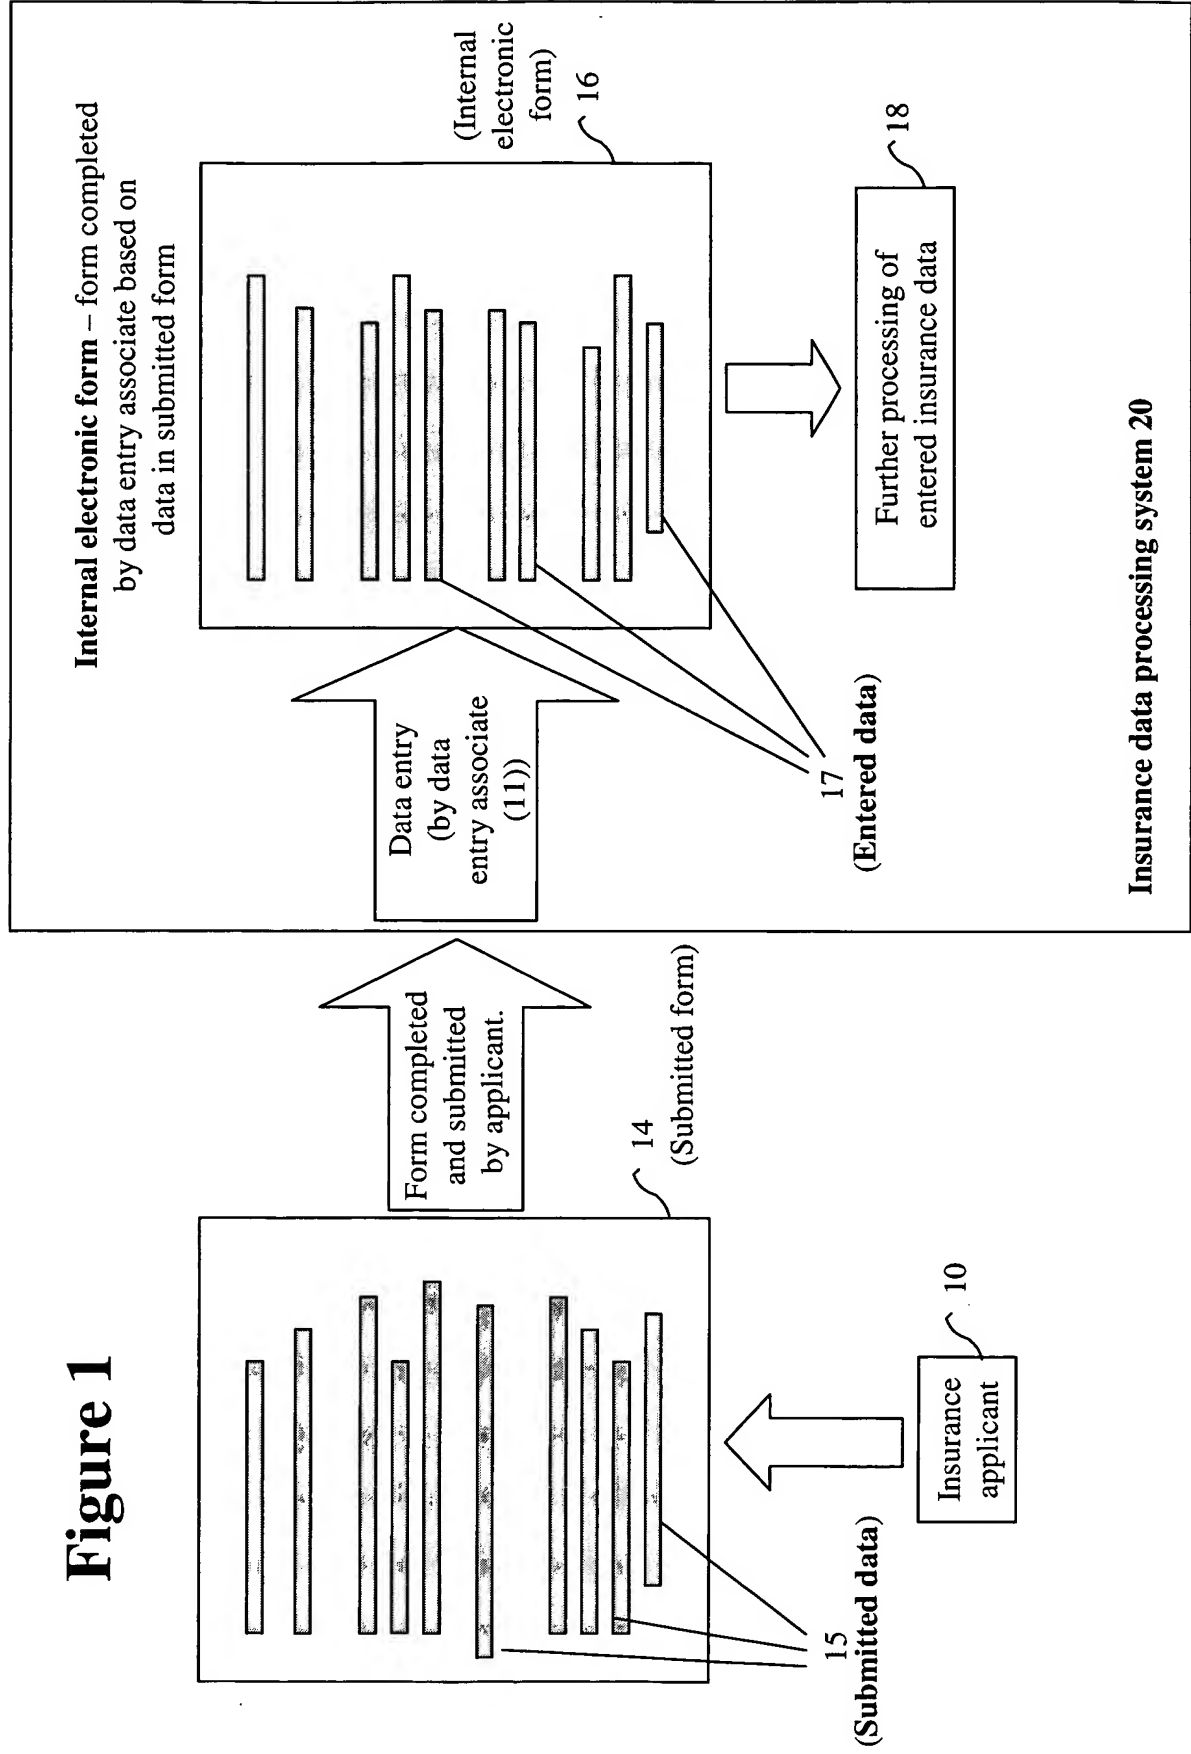 Figure 1
Internal electronic form – form completed
by data entry associate based on
data in submitted form
Form completed
and submitted
by applicant.
Data entry
(by data
entry associate
(11))
(Internal
electronic
form)
16
14
(Submitted form)
15
(Submitted data)
Insurance
applicant
10
17
(Entered data)
Further processing of
entered insurance data
18
Insurance data processing system 20